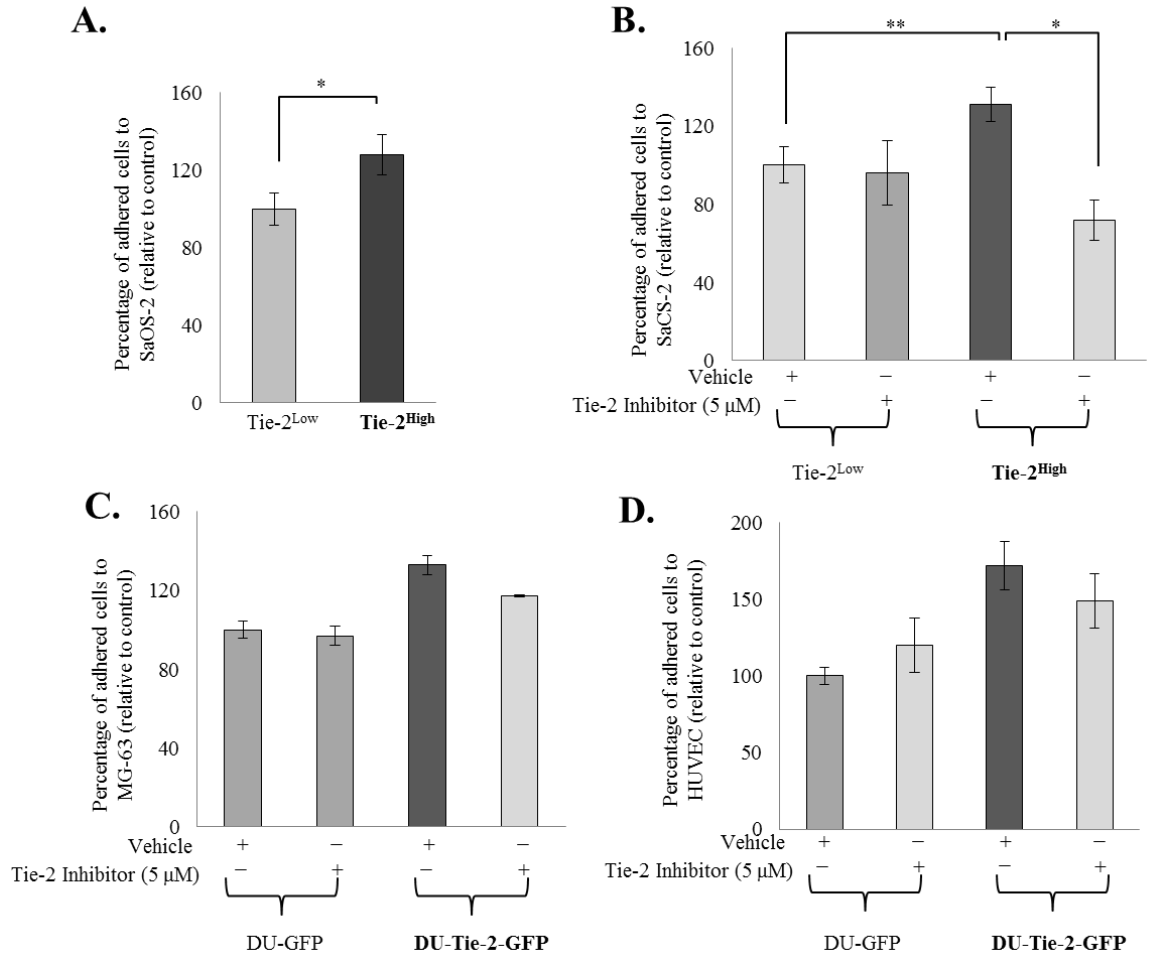 A.
Percentage of adhered cells to
SaOS-2 (relative to control)
160
120
80
40
0
*
Tie-2Low
Tie-2High
B.
Percentage of adhered cells to
SaCS-2 (relative to control)
160
120
80
40
0
**
*
Vehicle + − + −
Tie-2 Inhibitor (5 μM) − + − +
Tie-2Low
Tie-2High
C.
Percentage of adhered cells to
MG-63 (relative to control)
160
120
80
40
0
Vehicle + − + −
Tie-2 Inhibitor (5 μM) − + − +
DU-GFP
DU-Tie-2-GFP
D.
Percentage of adhered cells to
HUVEC (relative to control)
200
150
100
50
0
Vehicle + − + −
Tie-2 Inhibitor (5 μM) − + − +
DU-GFP
DU-Tie-2-GFP